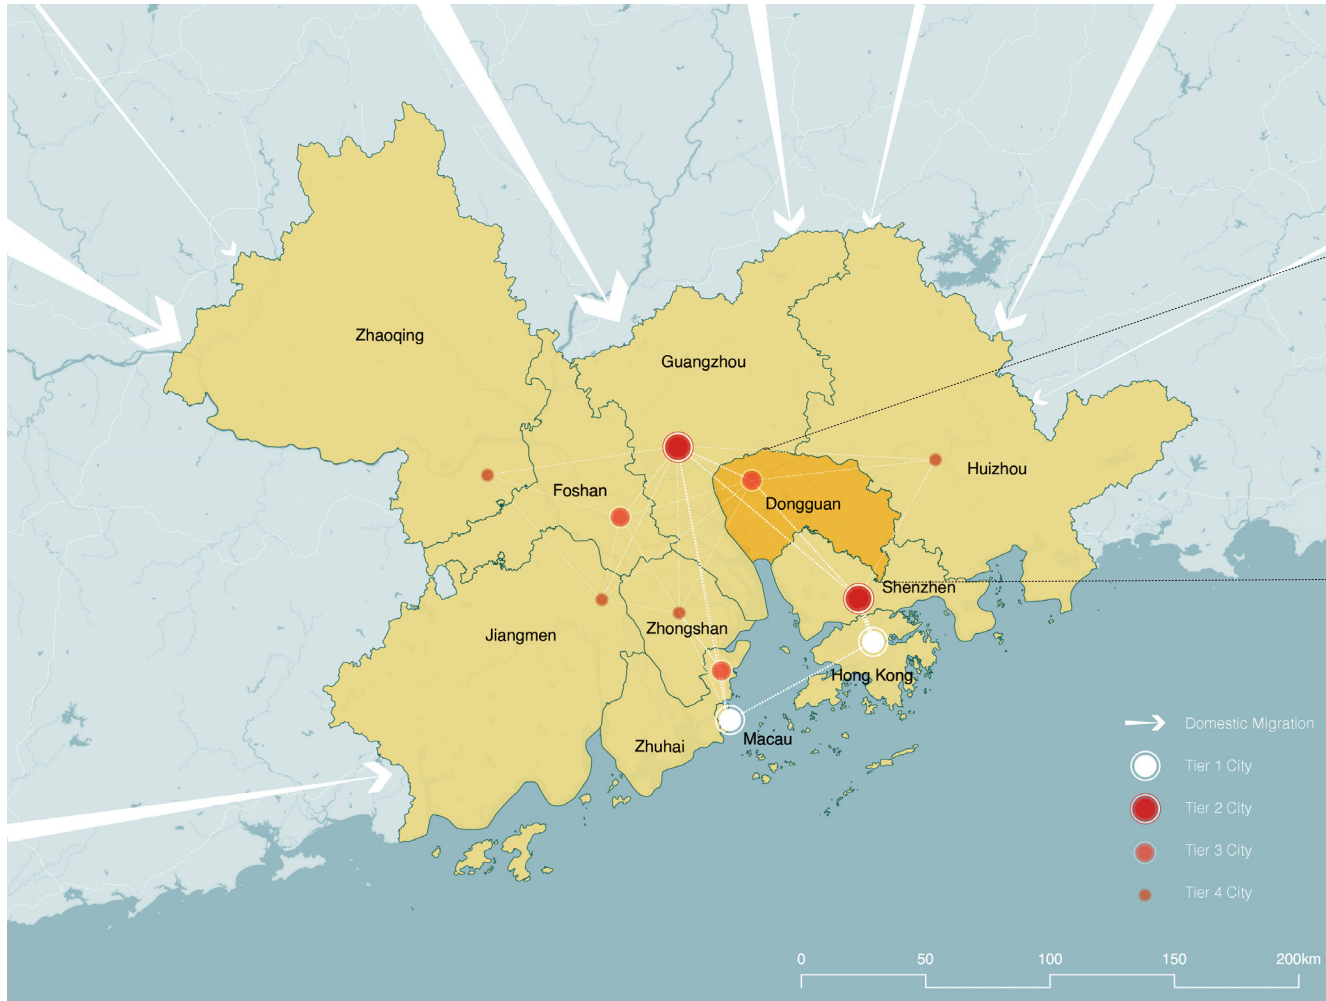 Zhaoqing
Guangzhou
Huizhou
Foshan
Dongguan
Shenzhen
Zhongshan
Jiangmen
Hong Kong
Zhuhai
Macau
Domestic Migration
Tier 1 City
Tier 2 City
Tier 3 City
Tier 4 City
0 50 100 150 200km